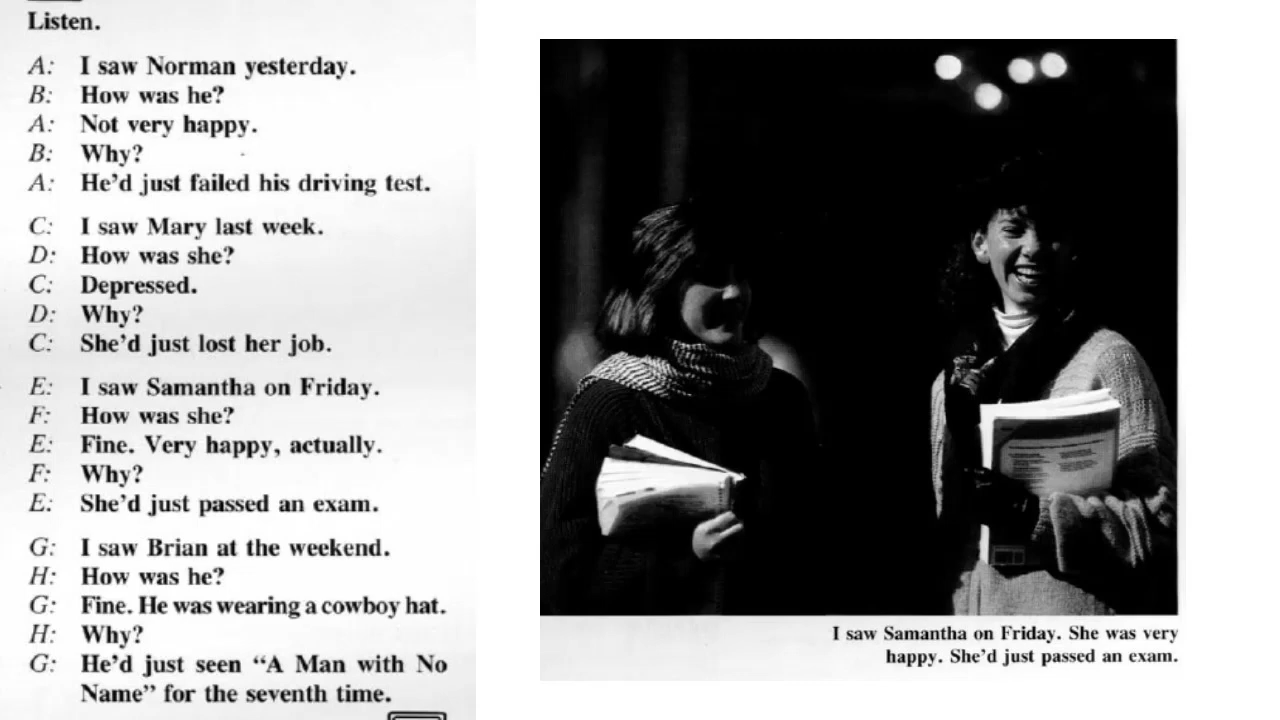 Listen.
A: I saw Norman yesterday.
B: How was he?
A: Not very happy.
B: Why?
A: He'd just failed his driving test.
C: I saw Mary last week.
D: How was she?
C: Depressed.
D: Why?
C: She'd just lost her job.
E: I saw Samantha on Friday.
F: How was she?
E: Fine. Very happy, actually.
F: Why?
E: She'd just passed an exam.
G: I saw Brian at the weekend.
H: How was he?
G: Fine. He was wearing a cowboy hat.
H: Why?
G: He'd just seen “A Man with No
Name” for the seventh time.
I saw Samantha on Friday. She was very
happy. She'd just passed an exam.